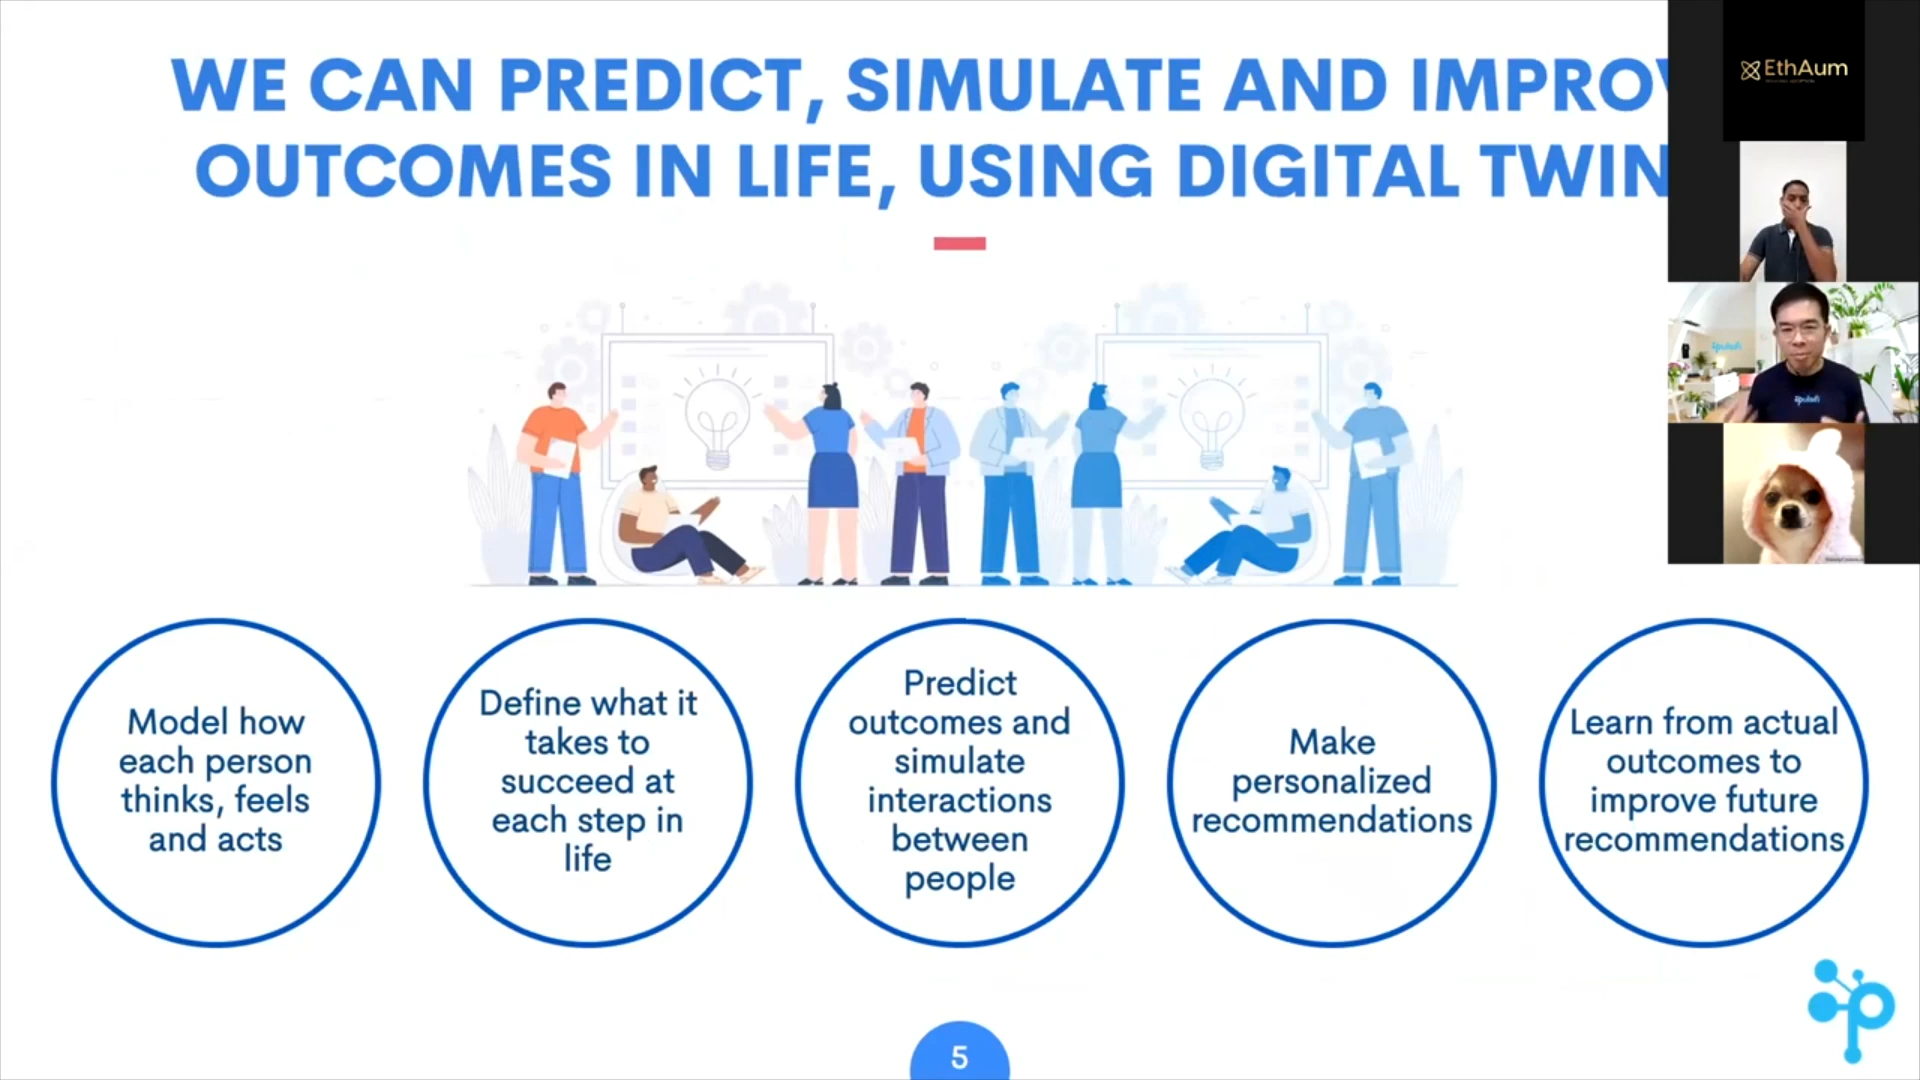 WE CAN PREDICT, SIMULATE AND IMPROV
OUTCOMES IN LIFE, USING DIGITAL TWIN
EthAum
pulsifi
pulsifi
Model how
each person
thinks, feels
and acts
Define what it
takes to
succeed at
each step in
life
Predict
outcomes and
simulate
interactions
between
people
Make
personalized
recommendations
Learn from actual
outcomes to
improve future
recommendations
p
5